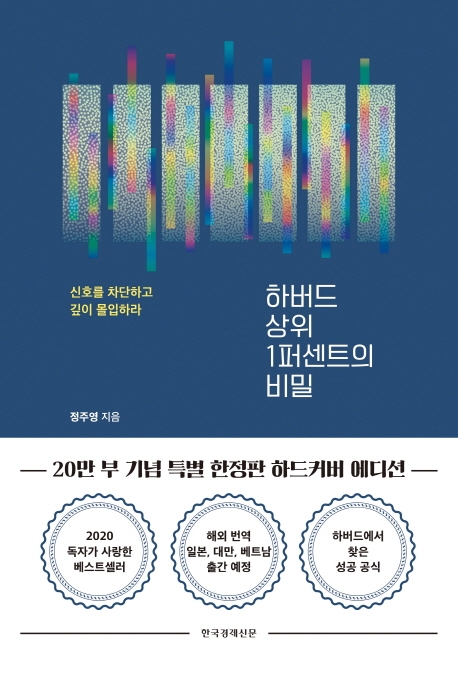 신호를 차단하고
깊이 몰입하라
하버드
상위
1퍼센트의
비밀
정주영 지음
20만 부 기념 특별 한정판 하드커버 에디션
2020
독자가 사랑한
베스트셀러
해외 번역
일본, 대만, 베트남
출간 예정
하버드에서
찾은
성공 공식
한국경제신문